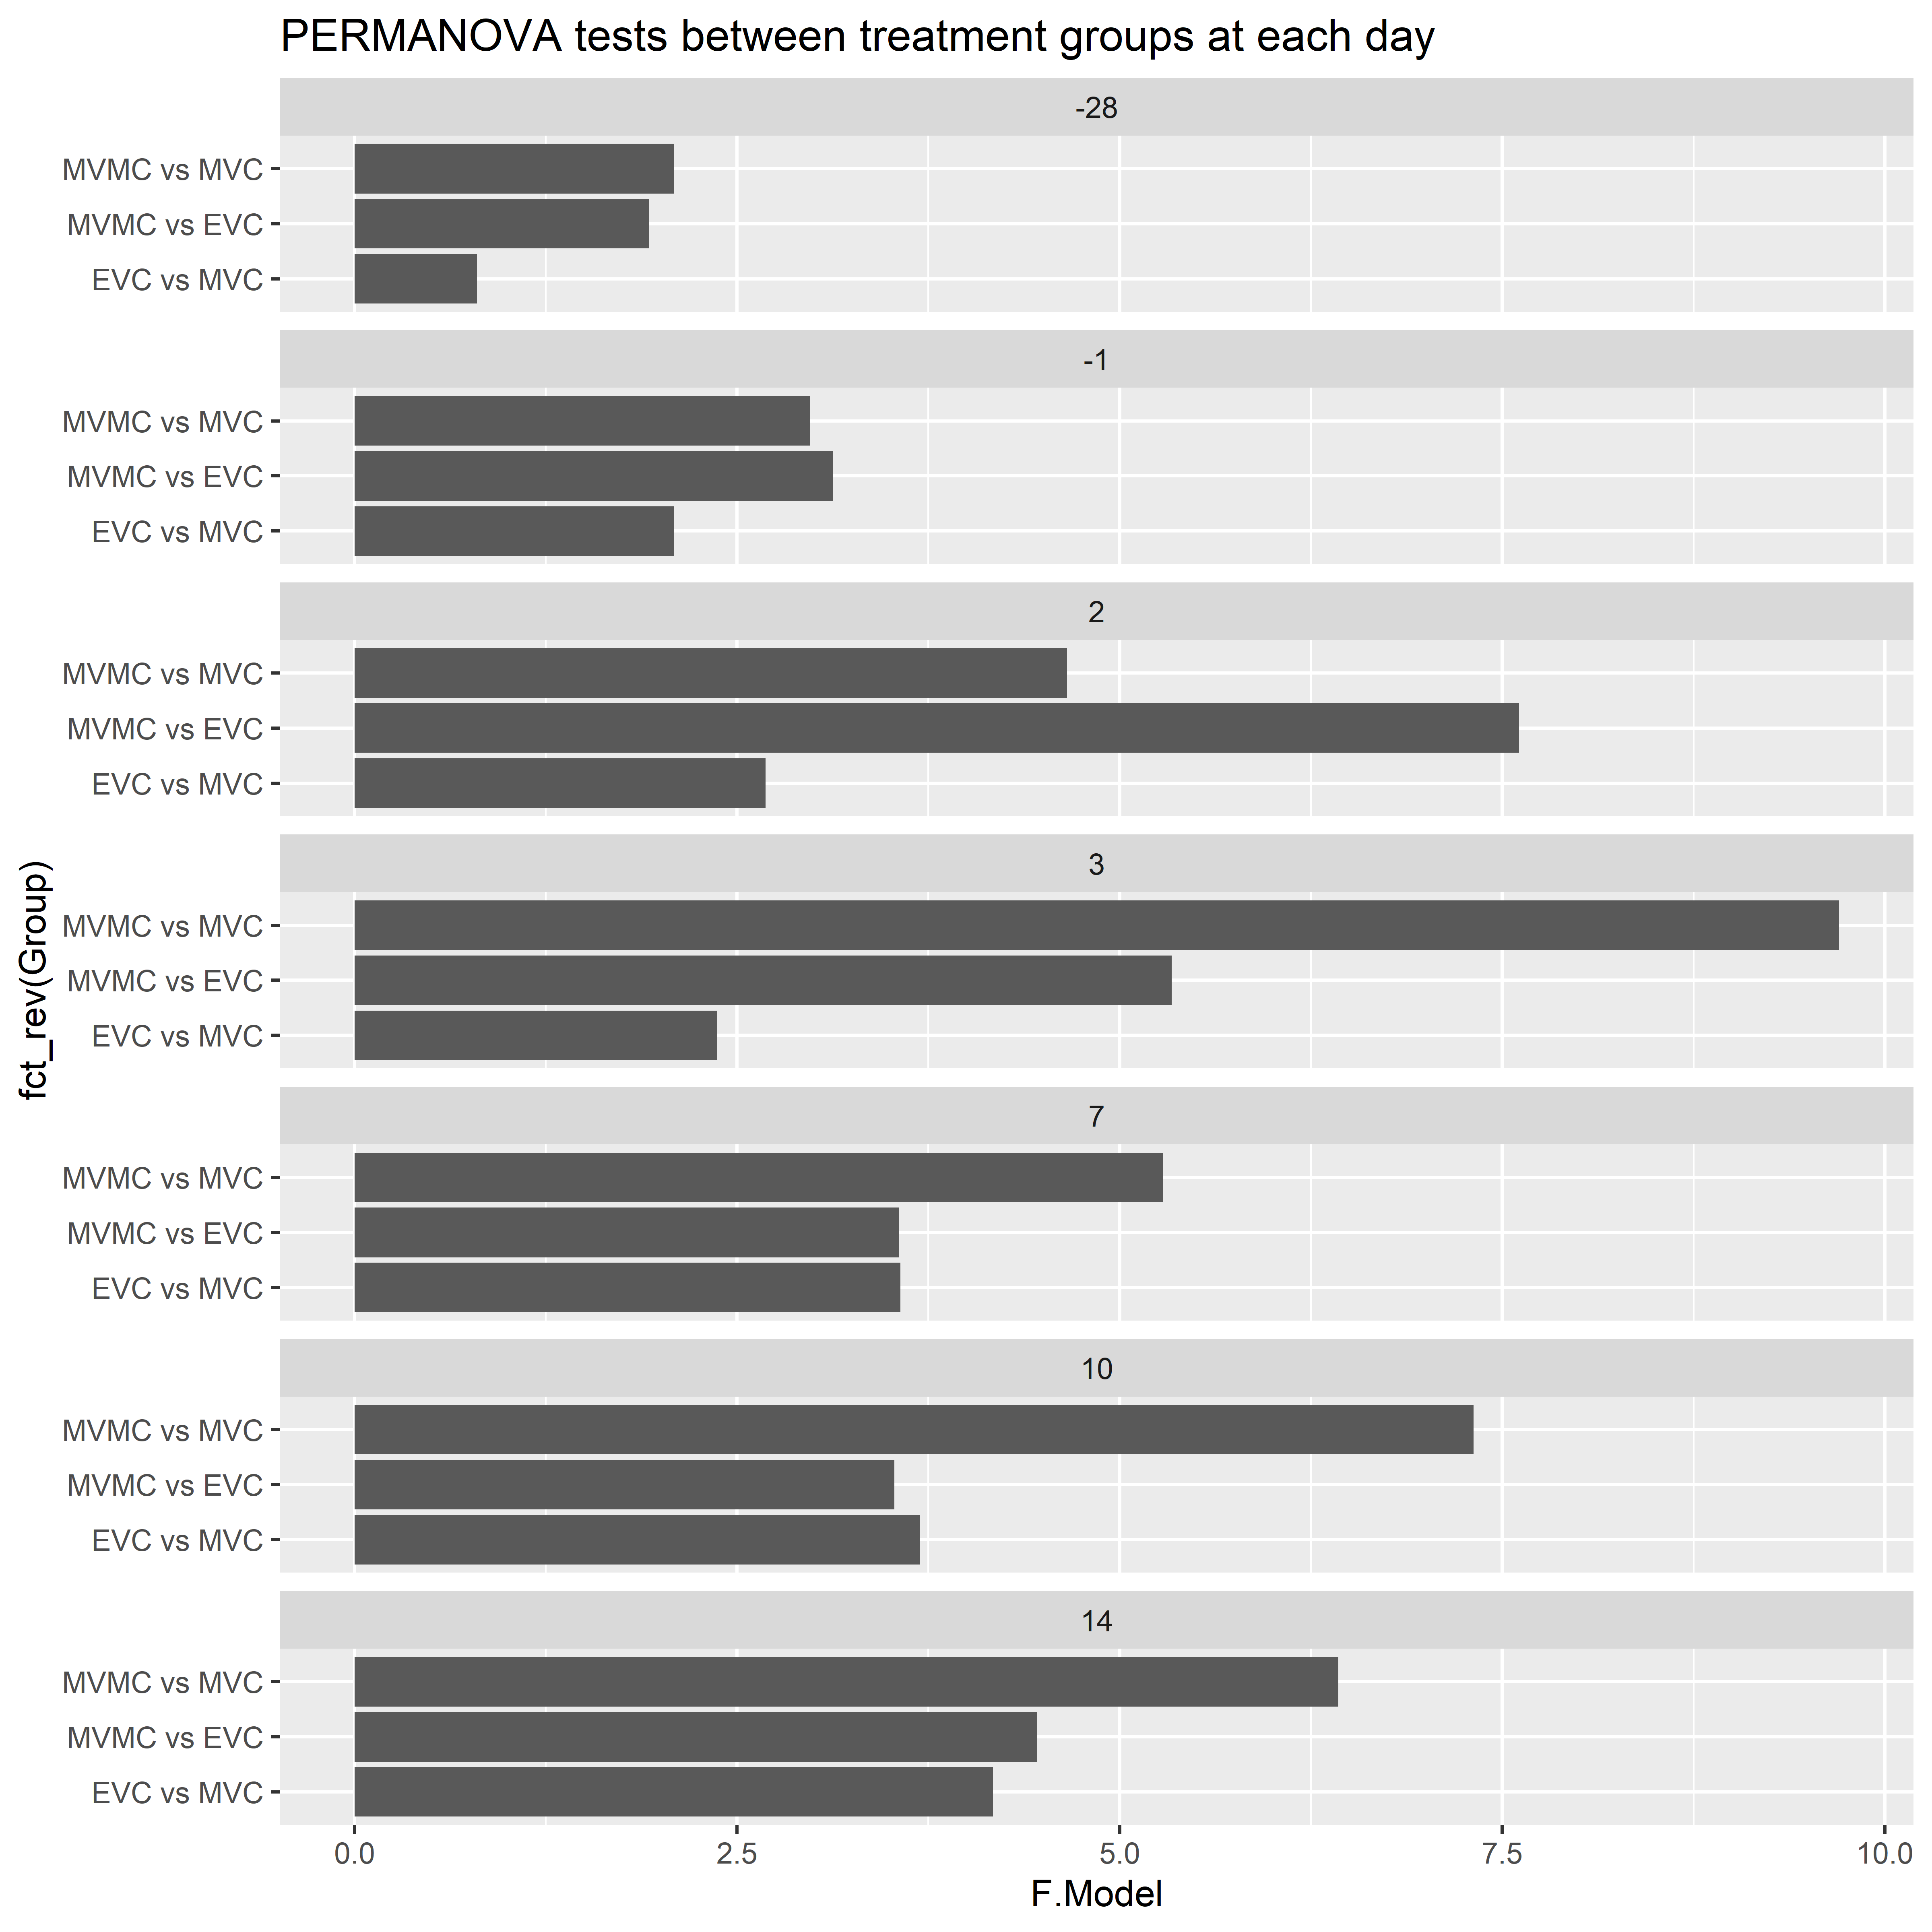 PERMANOVA tests between treatment groups at each day
-28
MVMC vs MVC
MVMC vs EVC
EVC vs MVC
-1
MVMC vs MVC
MVMC vs EVC
EVC vs MVC
2
MVMC vs MVC
MVMC vs EVC
EVC vs MVC
3
MVMC vs MVC
MVMC vs EVC
EVC vs MVC
7
MVMC vs MVC
MVMC vs EVC
EVC vs MVC
10
MVMC vs MVC
MVMC vs EVC
EVC vs MVC
14
MVMC vs MVC
MVMC vs EVC
EVC vs MVC
fct_rev(Group)
0.0 2.5 5.0 7.5 10.0
F.Model